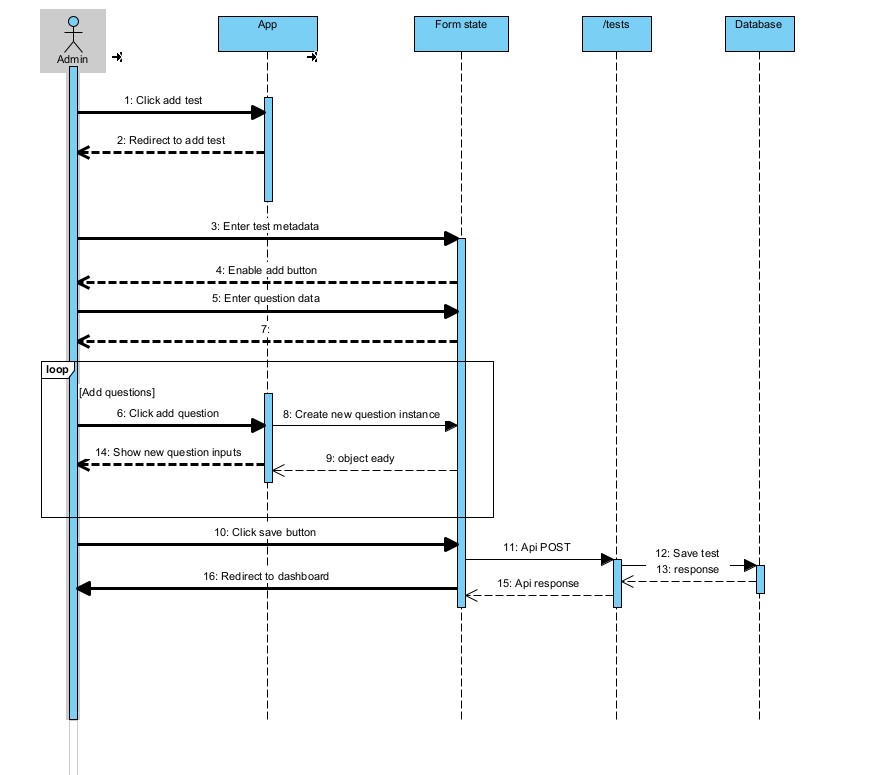 App
Form state
/tests
Database
Admin
1: Click add test
2: Redirect to add test
3: Enter test metadata
4: Enable add button
5: Enter question data
7:
loop
[Add questions]
6: Click add question
8: Create new question instance
14: Show new question inputs
9: object eady
10: Click save button
11: Api POST
12: Save test
13: response
16: Redirect to dashboard
15: Api response